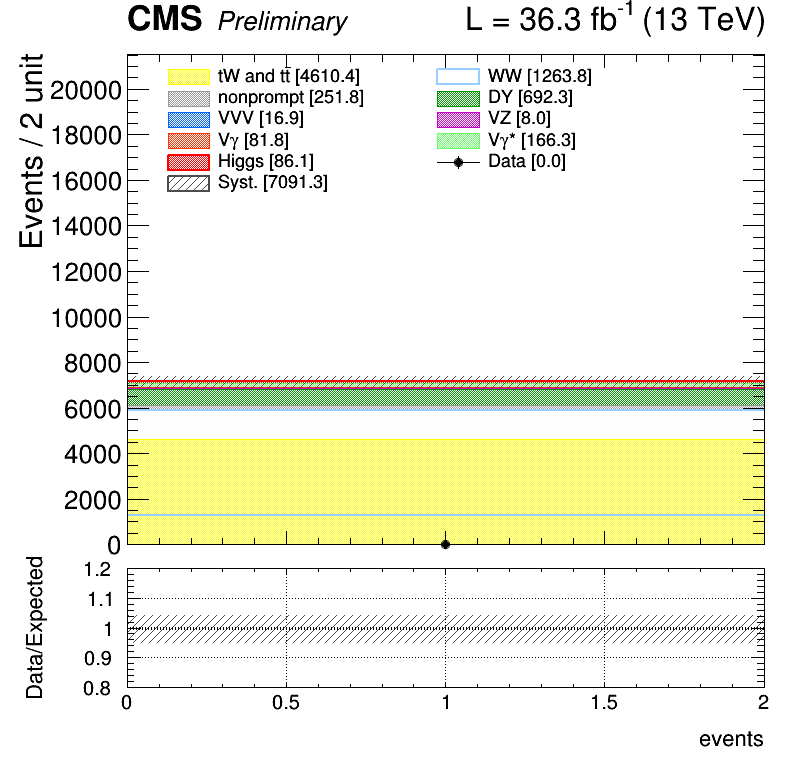 CMS Preliminary L = 36.3 fb⁻¹ (13 TeV)
Events / 2 unit
20000
18000
16000
14000
12000
10000
8000
6000
4000
2000
0
tW and tt̅ [4610.4]
nonprompt [251.8]
VVV [16.9]
Vγ [81.8]
Higgs [86.1]
Syst. [7091.3]
WW [1263.8]
DY [692.3]
VZ [8.0]
Vγ* [166.3]
Data [0.0]
Data/Expected
1.2
1.1
1
0.9
0.8
0 0.5 1 1.5 2
events